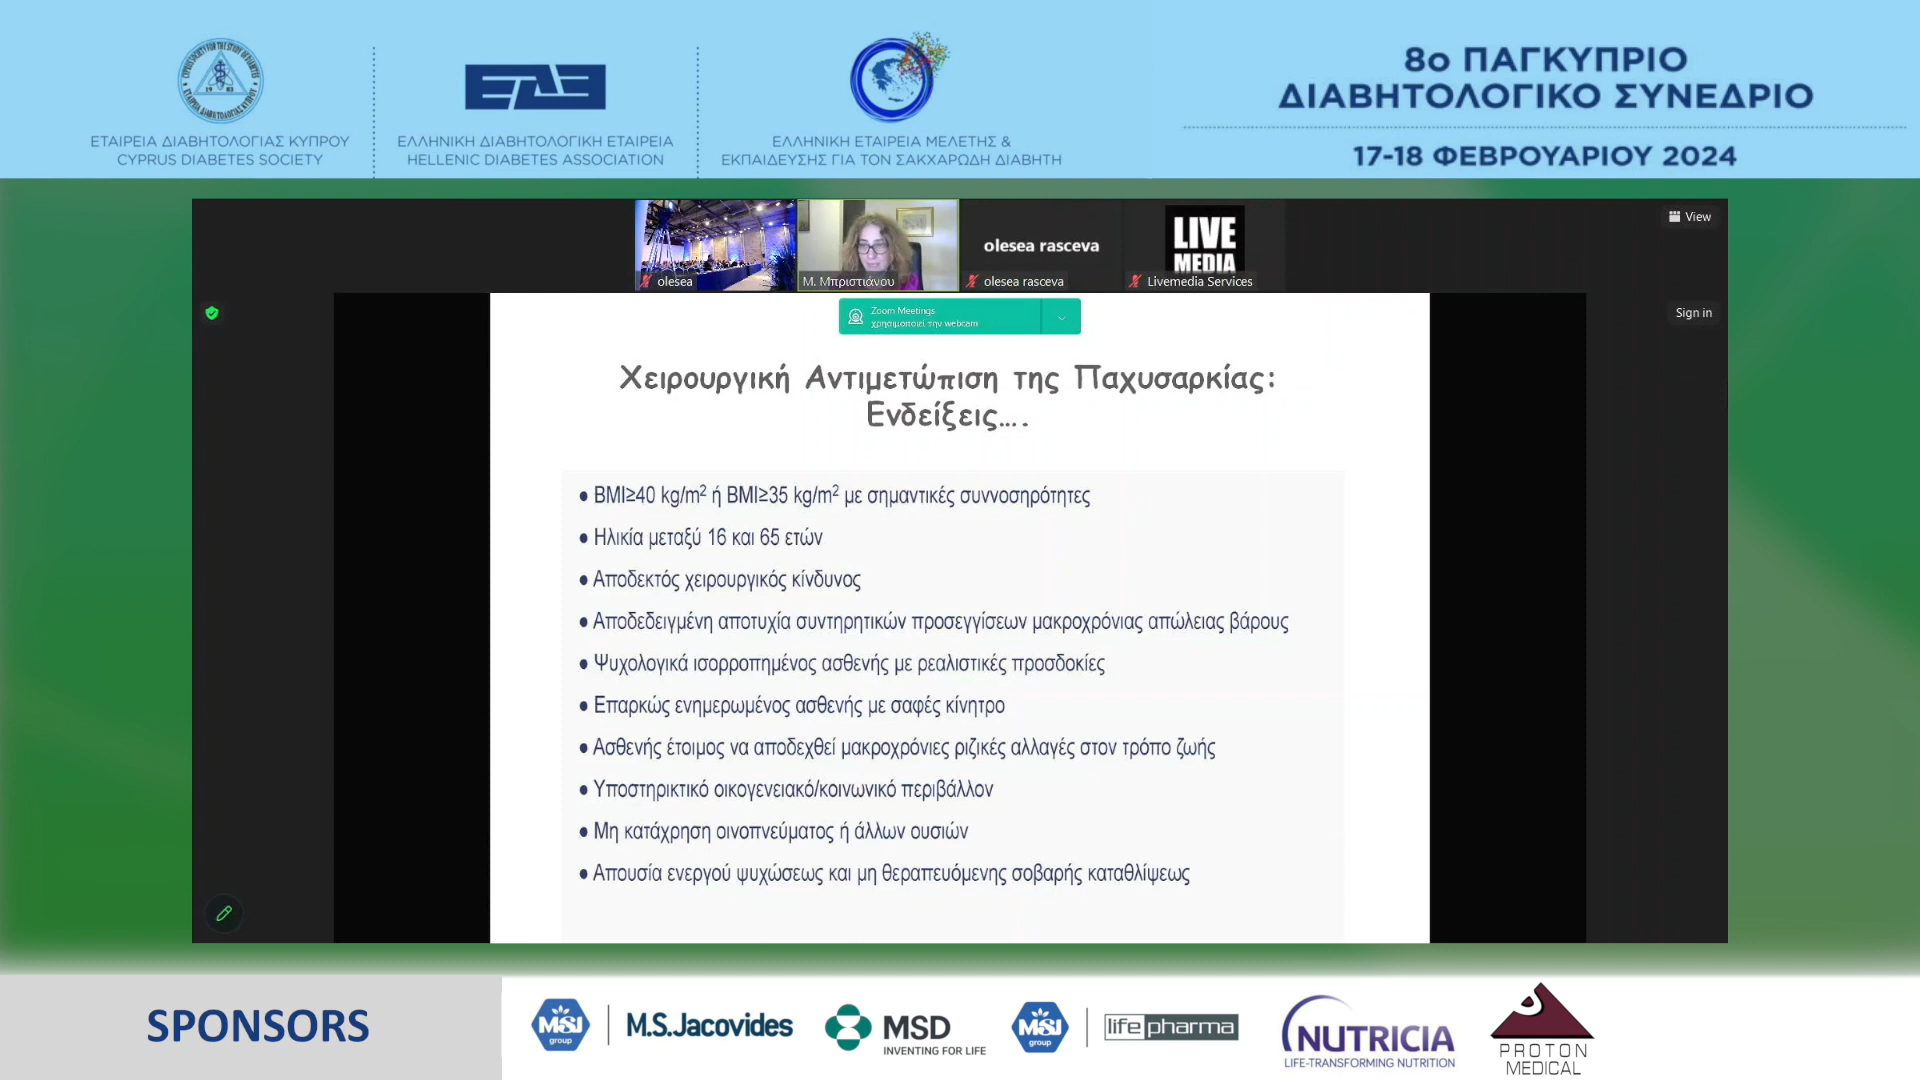 ΕΤΑΙΡΕΙΑ ΔΙΑΒΗΤΟΛΟΓΙΑΣ ΚΥΠΡΟΥ
CYPRUS DIABETES SOCIETY
ΕΔΕ
ΕΛΛΗΝΙΚΗ ΔΙΑΒΗΤΟΛΟΓΙΚΗ ΕΤΑΙΡΕΙΑ
HELLENIC DIABETES ASSOCIATION
ΕΛΛΗΝΙΚΗ ΕΤΑΙΡΕΙΑ ΜΕΛΕΤΗΣ &
ΕΚΠΑΙΔΕΥΣΗΣ ΓΙΑ ΤΟΝ ΣΑΚΧΑΡΩΔΗ ΔΙΑΒΗΤΗ
8ο ΠΑΓΚΥΠΡΙΟ
ΔΙΑΒΗΤΟΛΟΓΙΚΟ ΣΥΝΕΔΡΙΟ
17-18 ΦΕΒΡΟΥΑΡΙΟΥ 2024
olesea
Μ. Μπριστιάνου
olesea rasceva
olesea rasceva
LIVE
MEDIA
Livemedia Services
View
Sign in
Zoom Meetings
χρησιμοποιεί την webcam
Χειρουργική Αντιμετώπιση της Παχυσαρκίας:
Ενδείξεις....
• BMI≥40 kg/m² ή BMI≥35 kg/m² με σημαντικές συννοσηρότητες
• Ηλικία μεταξύ 16 και 65 ετών
• Αποδεκτός χειρουργικός κίνδυνος
• Αποδεδειγμένη αποτυχία συντηρητικών προσεγγίσεων μακροχρόνιας απώλειας βάρους
• Ψυχολογικά ισορροπημένος ασθενής με ρεαλιστικές προσδοκίες
• Επαρκώς ενημερωμένος ασθενής με σαφές κίνητρο
• Ασθενής έτοιμος να αποδεχθεί μακροχρόνιες ριζικές αλλαγές στον τρόπο ζωής
• Υποστηρικτικό οικογενειακό/κοινωνικό περιβάλλον
• Μη κατάχρηση οινοπνεύματος ή άλλων ουσιών
• Απουσία ενεργού ψυχώσεως και μη θεραπευόμενης σοβαρής καταθλίψεως
SPONSORS
MSJ
group
M.S.Jacovides
MSD
INVENTING FOR LIFE
MSJ
group
life pharma
NUTRICIA
LIFE-TRANSFORMING NUTRITION
PROTON
MEDICAL